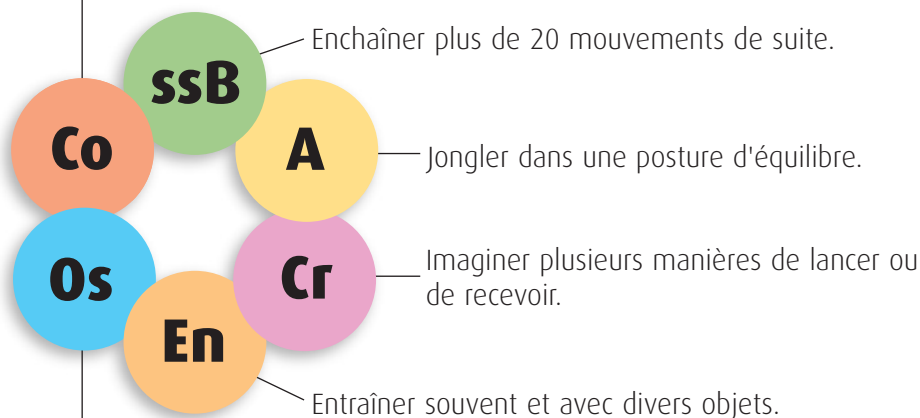 Enchaîner plus de 20 mouvements de suite.
ssB
Co
A
Jongler dans une posture d'équilibre.
Os
Cr
Imaginer plusieurs manières de lancer ou
de recevoir.
En
Entraîner souvent et avec divers objets.